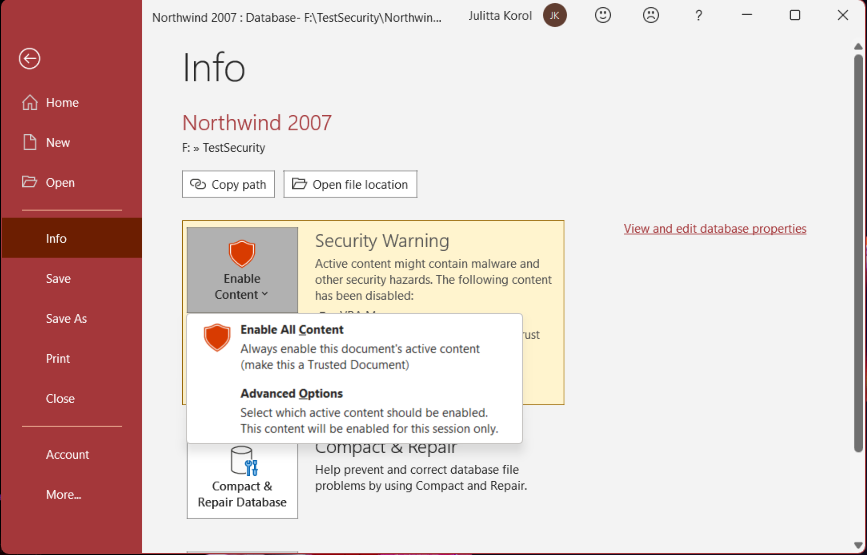 Northwind 2007 : Database- F:\TestSecurity\Northwin...
Julitta Korol
JK
?
Home
New
Open
Info
Save
Save As
Print
Close
Account
More...
Info
Northwind 2007
F: » TestSecurity
Copy path
Open file location
Enable
Content
Security Warning
Active content might contain malware and
other security hazards. The following content
has been disabled:
Enable All Content
Always enable this document's active content
(make this a Trusted Document)
Advanced Options
Select which active content should be enabled.
This content will be enabled for this session only.
Compact &
Repair Database
Compact & Repair
Help prevent and correct database file
problems by using Compact and Repair.
View and edit database properties